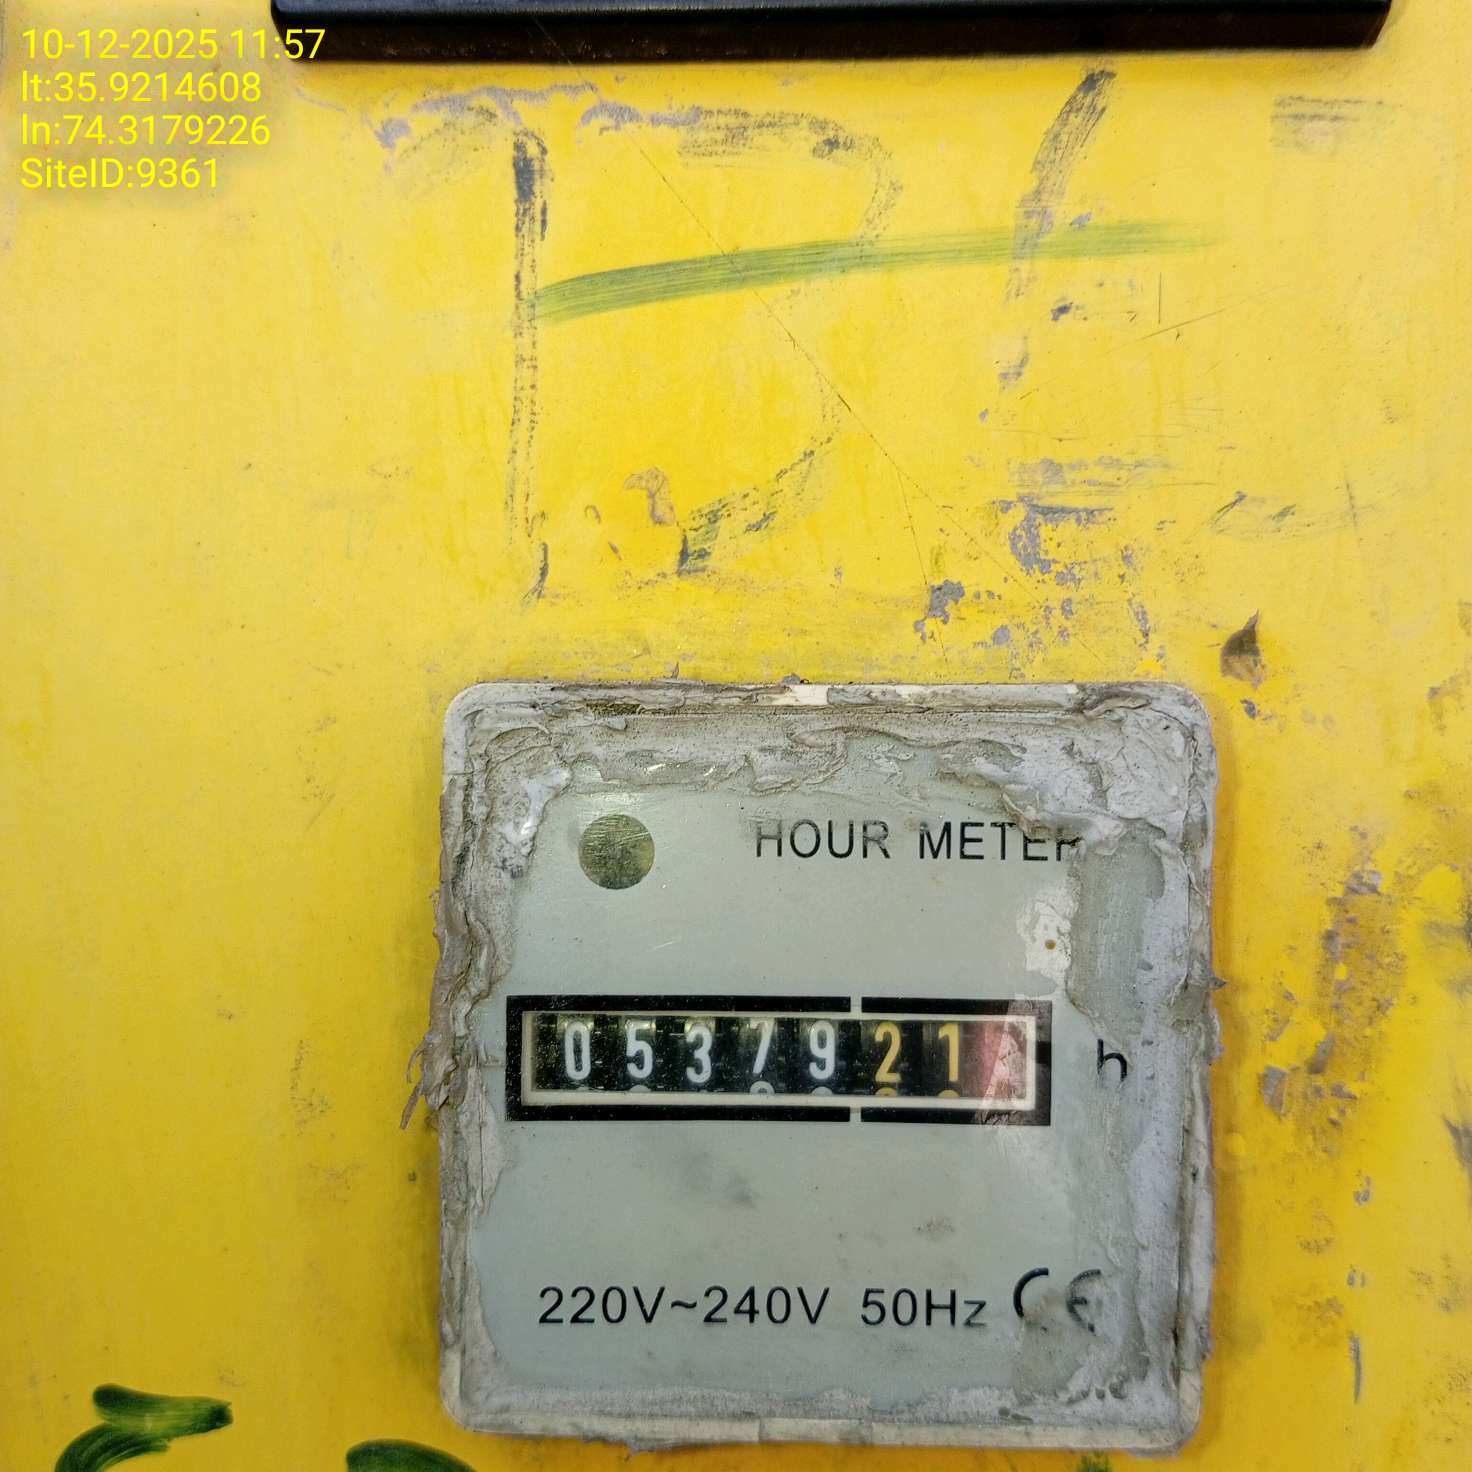 10-12-2025 11:57
lt:35.9214608
ln:74.3179226
SiteID:9361
HOUR METER
0537921
h
220V~240V 50Hz CE